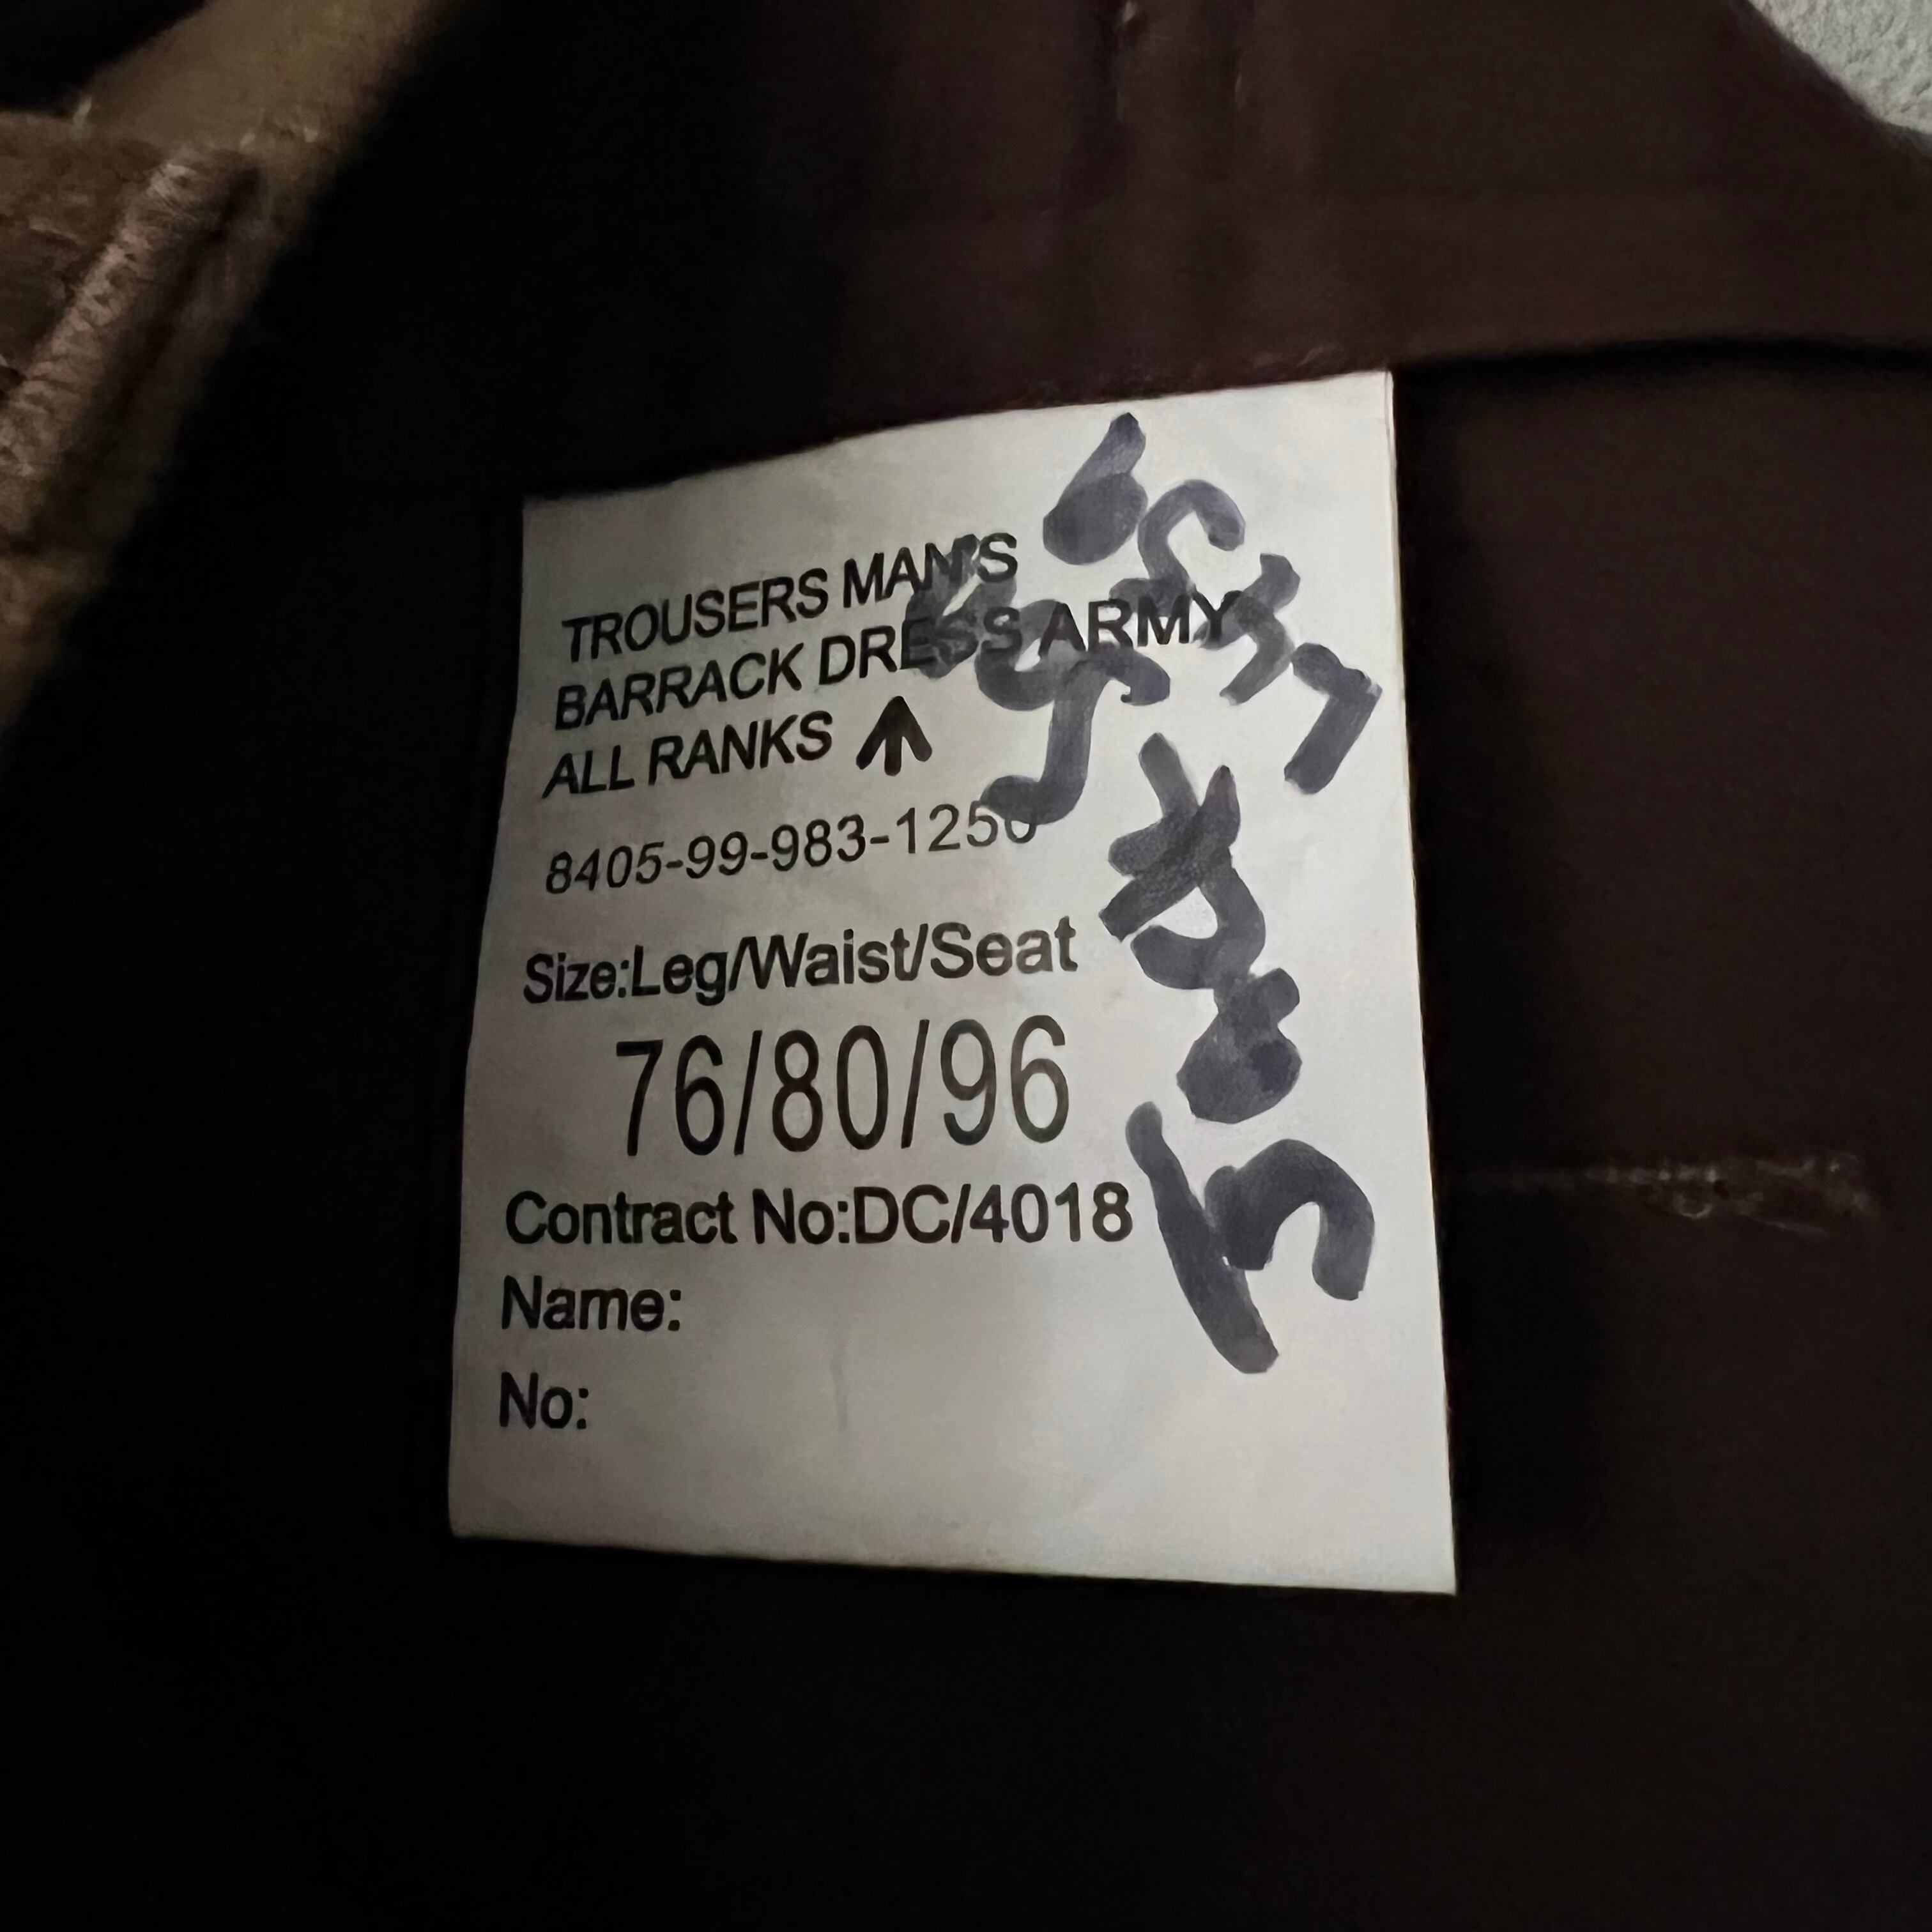 TROUSERS MAN'S
BARRACK DRESS ARMY
ALL RANKS
8405-99-983-1250
Size:Leg/Waist/Seat
76/80/96
Contract No:DC/4018
Name:
No: